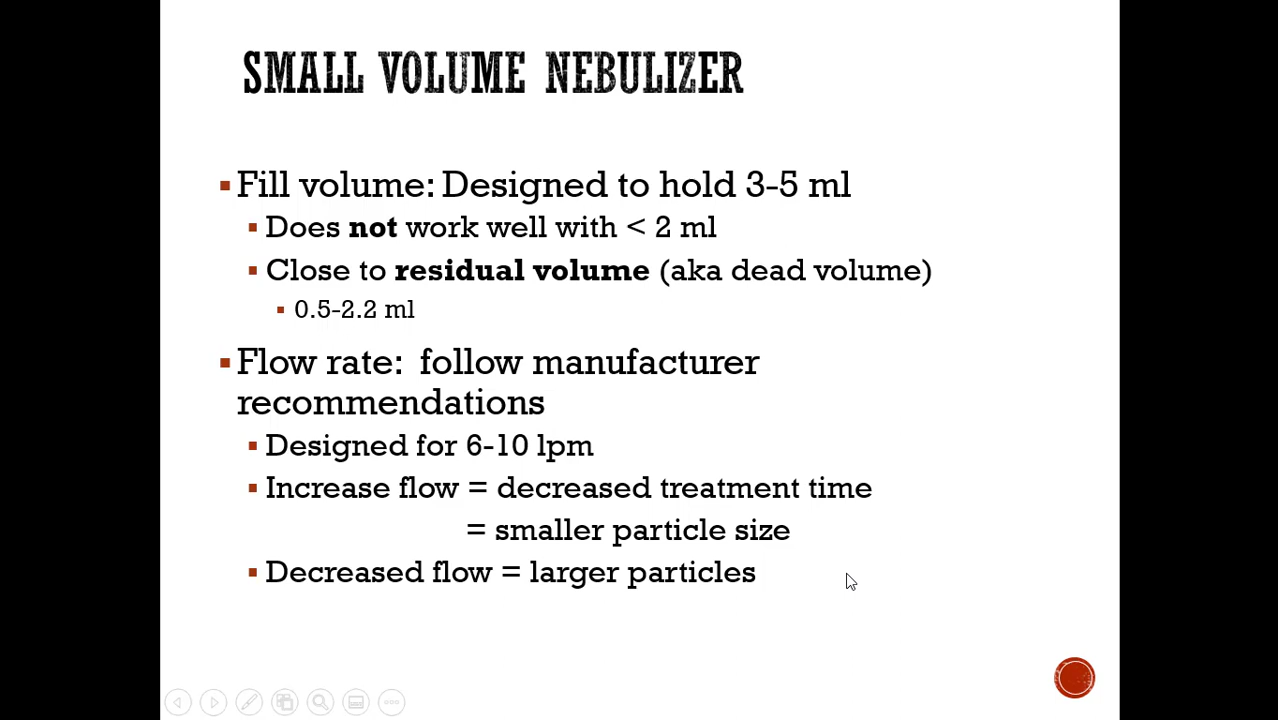 SMALL VOLUME NEBULIZER
Fill volume: Designed to hold 3-5 ml
Does not work well with < 2 ml
Close to residual volume (aka dead volume)
0.5-2.2 ml
Flow rate:  follow manufacturer
recommendations
Designed for 6-10 lpm
Increase flow = decreased treatment time
= smaller particle size
Decreased flow = larger particles